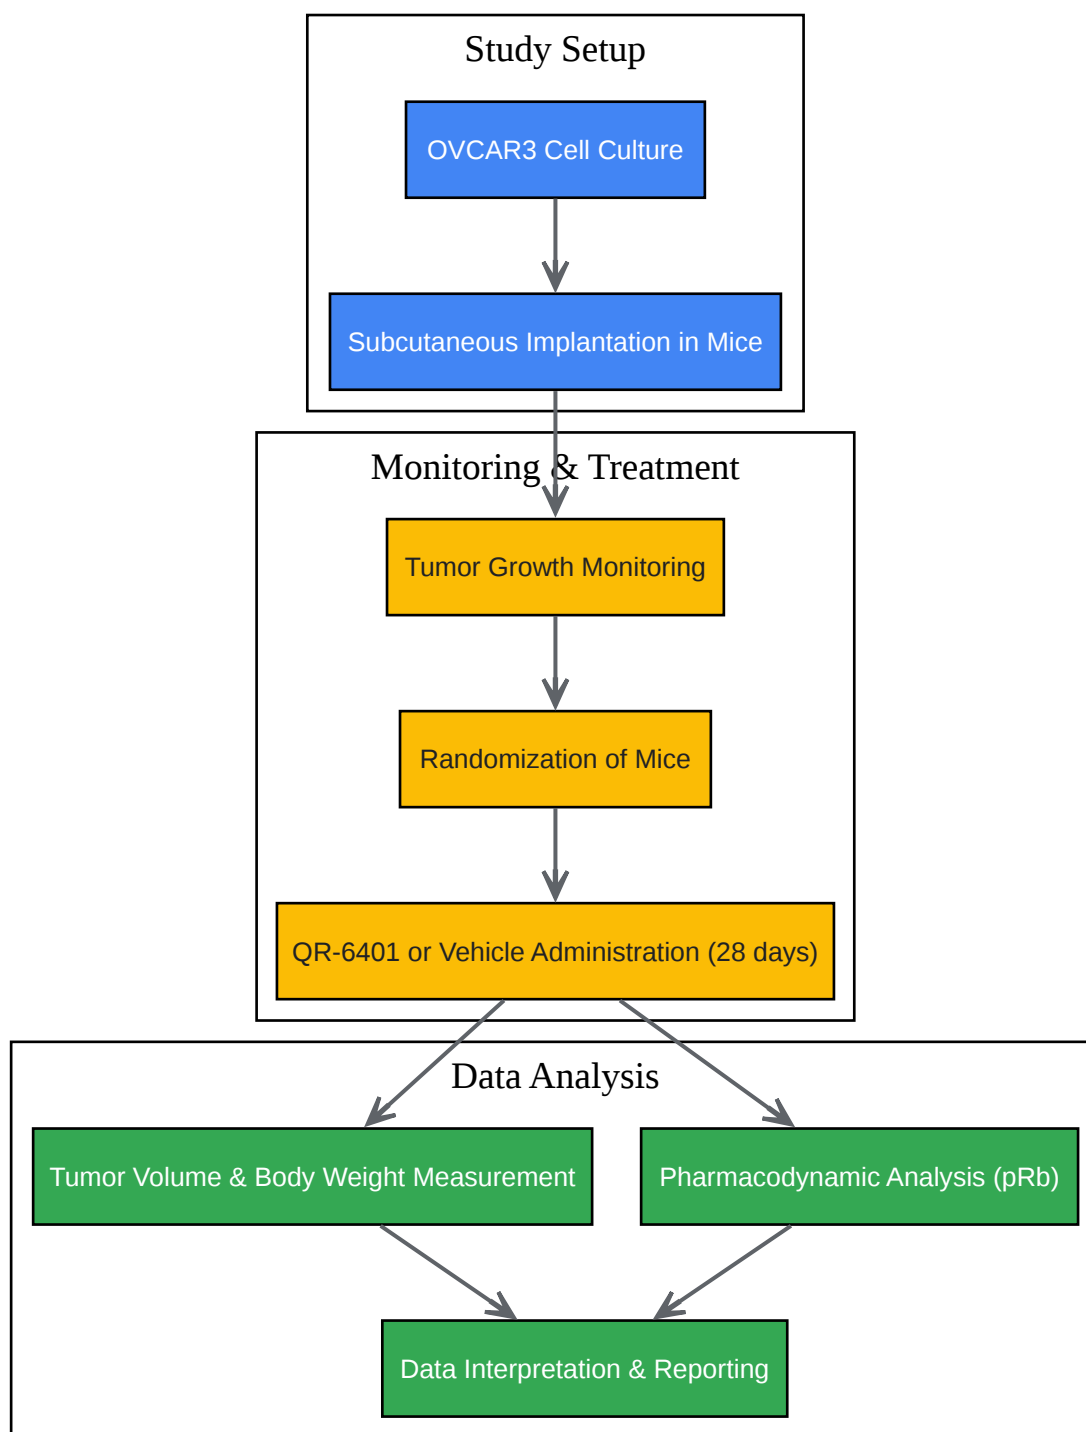 Study Setup
OVCAR3 Cell Culture
Subcutaneous Implantation in Mice
Monitoring & Treatment
Tumor Growth Monitoring
Randomization of Mice
QR-6401 or Vehicle Administration (28 days)
Data Analysis
Tumor Volume & Body Weight Measurement
Pharmacodynamic Analysis (pRb)
Data Interpretation & Reporting